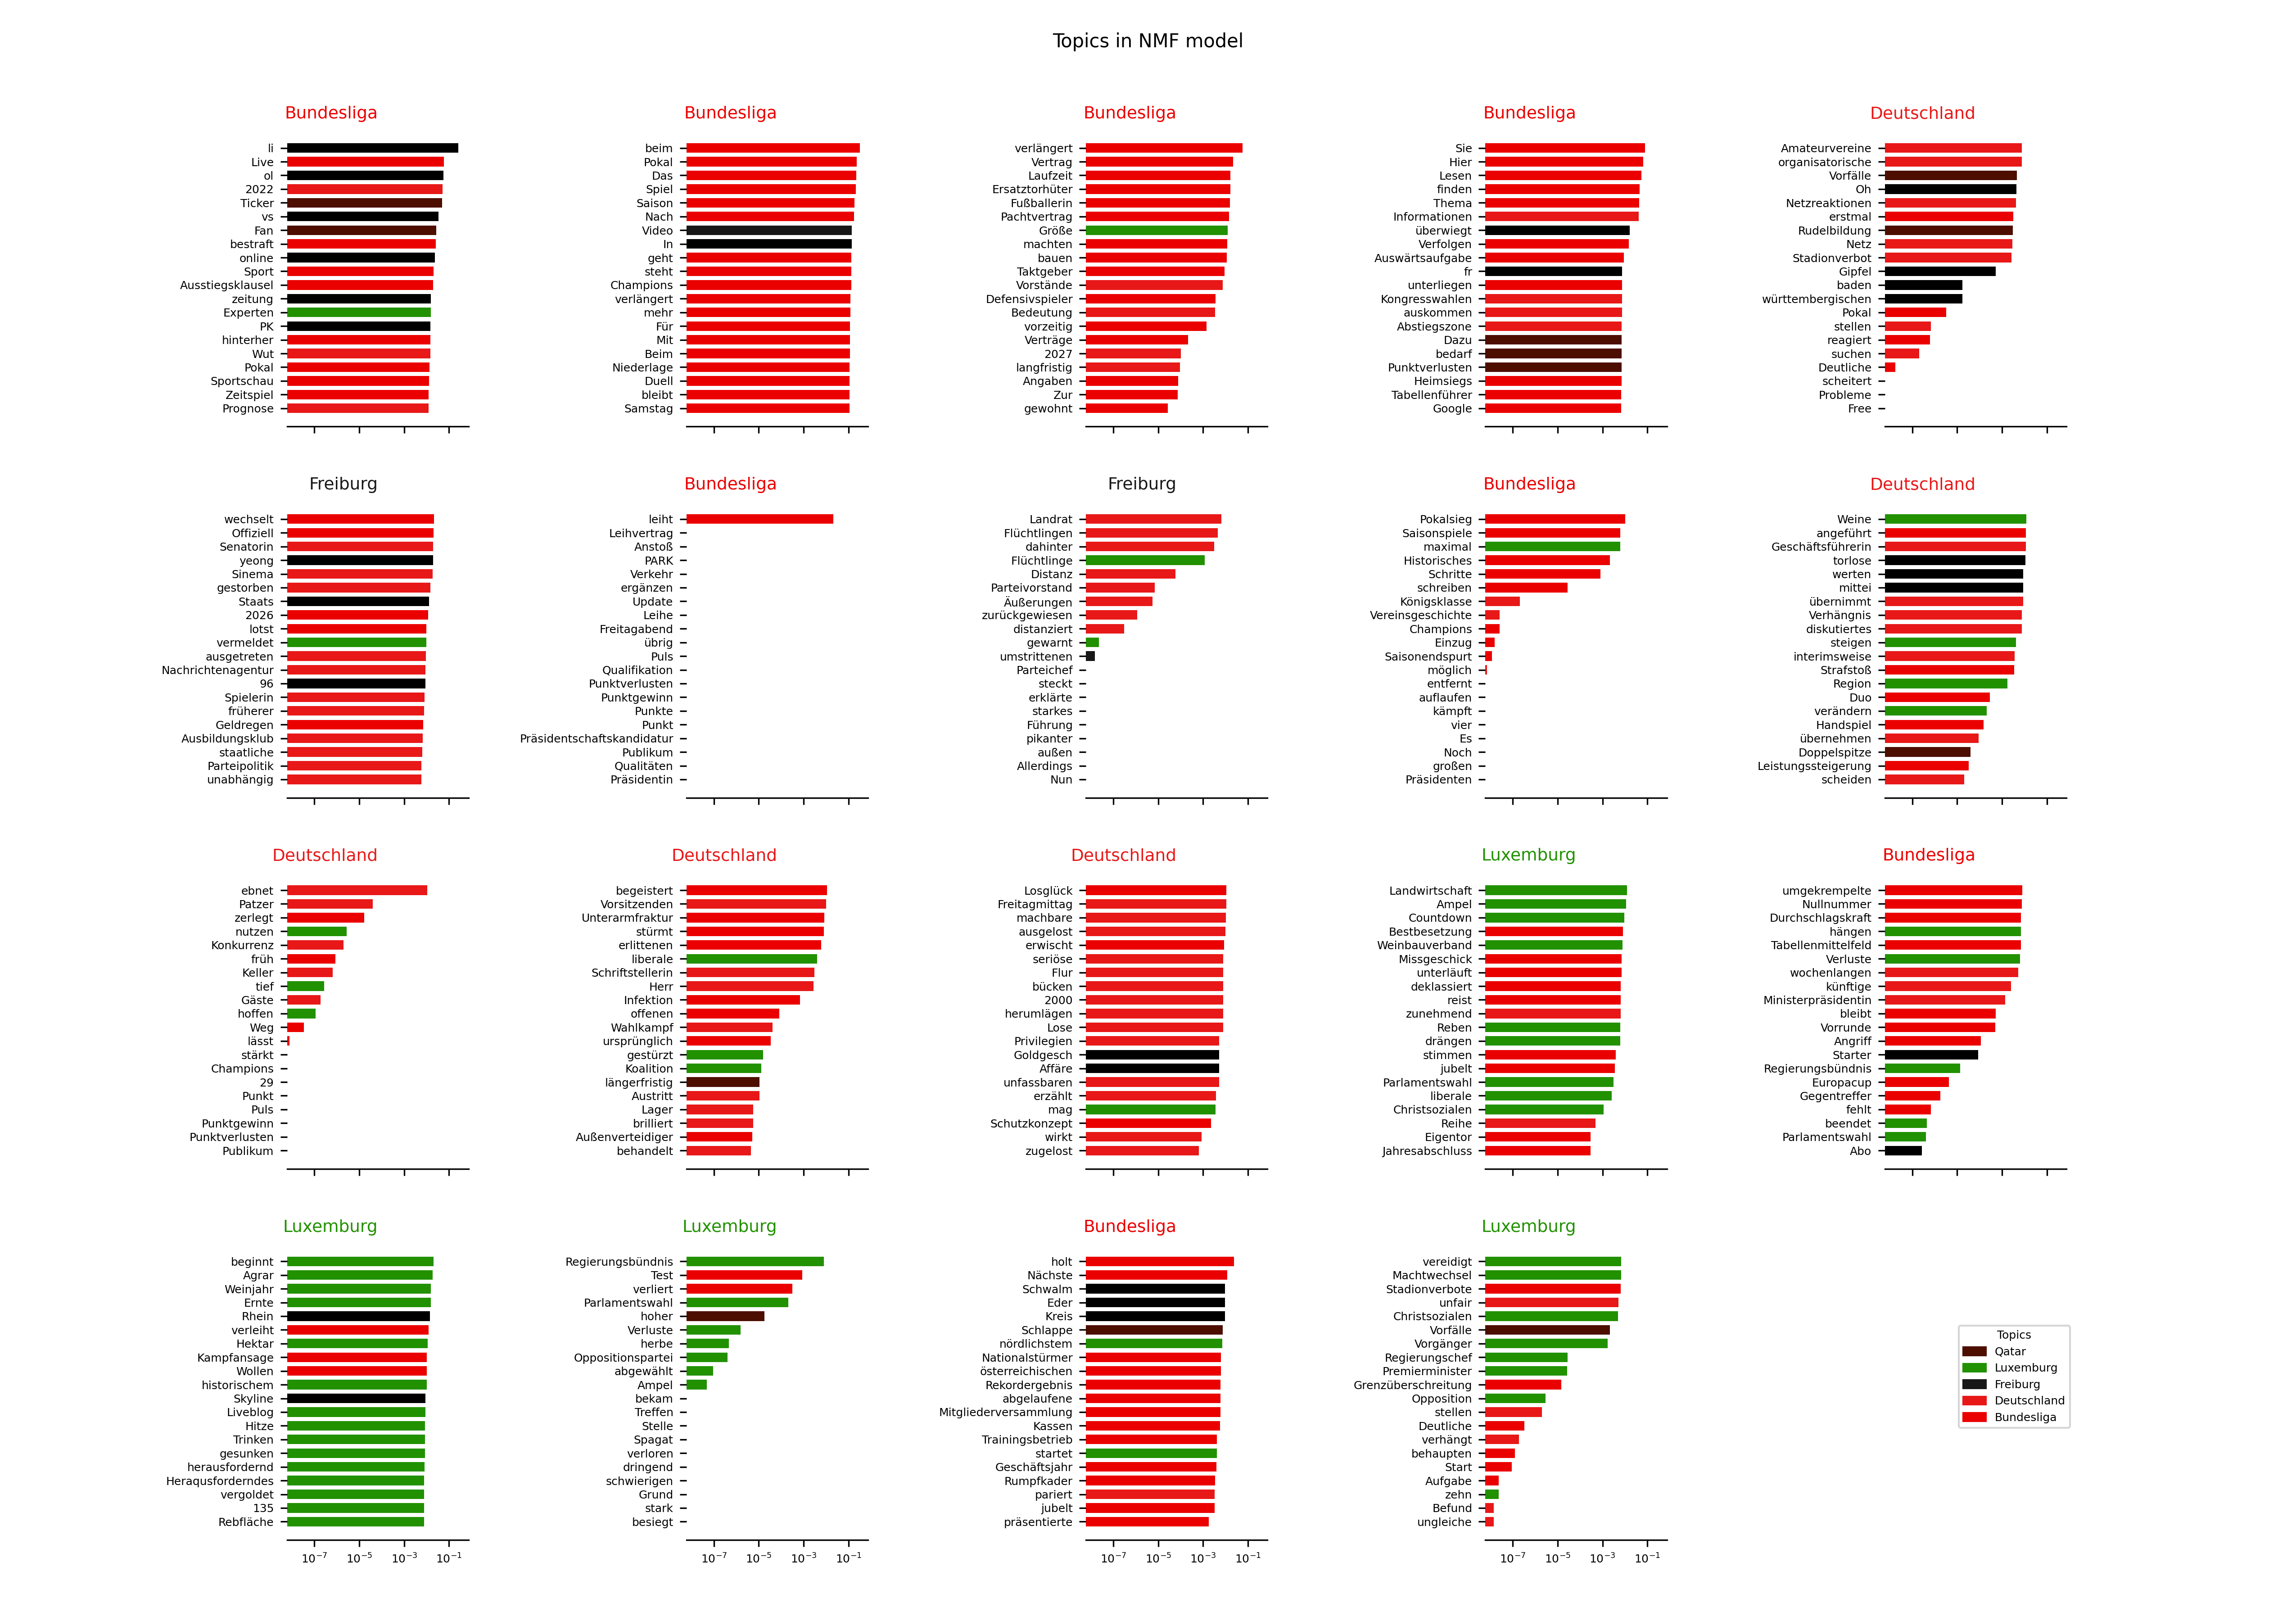 Topics in NMF model
Bundesliga
li
Live
ol
2022
Ticker
vs
Fan
bestraft
online
Sport
Ausstiegsklausel
zeitung
Experten
PK
hinterher
Wut
Pokal
Sportschau
Zeitspiel
Prognose
Bundesliga
beim
Pokal
Das
Spiel
Saison
Nach
Video
In
geht
steht
Champions
verlängert
mehr
Für
Mit
Beim
Niederlage
Duell
bleibt
Samstag
Bundesliga
verlängert
Vertrag
Laufzeit
Ersatztorhüter
Fußballerin
Pachtvertrag
Größe
machten
bauen
Taktgeber
Vorstände
Defensivspieler
Bedeutung
vorzeitig
Verträge
2027
langfristig
Angaben
Zur
gewohnt
Bundesliga
Sie
Hier
Lesen
finden
Thema
Informationen
überwiegt
Verfolgen
Auswärtsaufgabe
fr
unterliegen
Kongresswahlen
auskommen
Abstiegszone
Dazu
bedarf
Punktverlusten
Heimsiegs
Tabellenführer
Google
Deutschland
Amateurvereine
organisatorische
Vorfälle
Oh
Netzreaktionen
erstmal
Rudelbildung
Netz
Stadionverbot
Gipfel
baden
württembergischen
Pokal
stellen
reagiert
suchen
Deutliche
scheitert
Probleme
Free
Freiburg
wechselt
Offiziell
Senatorin
yeong
Sinema
gestorben
Staats
2026
lotst
vermeldet
ausgetreten
Nachrichtenagentur
96
Spielerin
früherer
Geldregen
Ausbildungsklub
staatliche
Parteipolitik
unabhängig
Bundesliga
leiht
Leihvertrag
Anstoß
PARK
Verkehr
ergänzen
Update
Leihe
Freitagabend
übrig
Puls
Qualifikation
Punktverlusten
Punktgewinn
Punkte
Punkt
Präsidentschaftskandidatur
Publikum
Qualitäten
Präsidentin
Freiburg
Landrat
Flüchtlingen
dahinter
Flüchtlinge
Distanz
Parteivorstand
Äußerungen
zurückgewiesen
distanziert
gewarnt
umstrittenen
Parteichef
steckt
erklärte
starkes
Führung
pikanter
außen
Allerdings
Nun
Bundesliga
Pokalsieg
Saisonspiele
maximal
Historisches
Schritte
schreiben
Königsklasse
Vereinsgeschichte
Champions
Einzug
Saisonendspurt
möglich
entfernt
auflaufen
kämpft
vier
Es
Noch
großen
Präsidenten
Deutschland
Weine
angeführt
Geschäftsführerin
torlose
werten
mittei
übernimmt
Verhängnis
diskutiertes
steigen
interimsweise
Strafstoß
Region
Duo
verändern
Handspiel
übernehmen
Doppelspitze
Leistungssteigerung
scheiden
Deutschland
ebnet
Patzer
zerlegt
nutzen
Konkurrenz
früh
Keller
tief
Gäste
hoffen
Weg
lässt
stärkt
Champions
29
Punkt
Puls
Punktgewinn
Punktverlusten
Publikum
Deutschland
begeistert
Vorsitzenden
Unterarmfraktur
stürmt
erlittenen
liberale
Schriftstellerin
Herr
Infektion
offenen
Wahlkampf
ursprünglich
gestürzt
Koalition
längerfristig
Austritt
Lager
brilliert
Außenverteidiger
behandelt
Deutschland
Losglück
Freitagmittag
machbare
ausgelost
erwischt
seriöse
Flur
bücken
2000
herumlägen
Lose
Privilegien
Goldgesch
Affäre
unfassbaren
erzählt
mag
Schutzkonzept
wirkt
zugelost
Luxemburg
Landwirtschaft
Ampel
Countdown
Bestbesetzung
Weinbauverband
Missgeschick
unterläuft
deklassiert
reist
zunehmend
Reben
drängen
stimmen
jubelt
Parlamentswahl
liberale
Christsozialen
Reihe
Eigentor
Jahresabschluss
Bundesliga
umgekrempelte
Nullnummer
Durchschlagskraft
hängen
Tabellenmittelfeld
Verluste
wochenlangen
künftige
Ministerpräsidentin
bleibt
Vorrunde
Angriff
Starter
Regierungsbündnis
Europacup
Gegentreffer
fehlt
beendet
Parlamentswahl
Abo
Luxemburg
beginnt
Agrar
Weinjahr
Ernte
Rhein
verleiht
Hektar
Kampfansage
Wollen
historischem
Skyline
Liveblog
Hitze
Trinken
gesunken
herausfordernd
Heraqusforderndes
vergoldet
135
Rebfläche
10⁻⁷ 10⁻⁵ 10⁻³ 10⁻¹
Luxemburg
Regierungsbündnis
Test
verliert
Parlamentswahl
hoher
Verluste
herbe
Oppositionspartei
abgewählt
Ampel
bekam
Treffen
Stelle
Spagat
verloren
dringend
schwierigen
Grund
stark
besiegt
10⁻⁷ 10⁻⁵ 10⁻³ 10⁻¹
Bundesliga
holt
Nächste
Schwalm
Eder
Kreis
Schlappe
nördlichstem
Nationalstürmer
österreichischen
Rekordergebnis
abgelaufene
Mitgliederversammlung
Kassen
Trainingsbetrieb
startet
Geschäftsjahr
Rumpfkader
pariert
jubelt
präsentierte
10⁻⁷ 10⁻⁵ 10⁻³ 10⁻¹
Luxemburg
vereidigt
Machtwechsel
Stadionverbote
unfair
Christsozialen
Vorfälle
Vorgänger
Regierungschef
Premierminister
Grenzüberschreitung
Opposition
stellen
Deutliche
verhängt
behaupten
Start
Aufgabe
zehn
Befund
ungleiche
10⁻⁷ 10⁻⁵ 10⁻³ 10⁻¹
Topics
Qatar
Luxemburg
Freiburg
Deutschland
Bundesliga